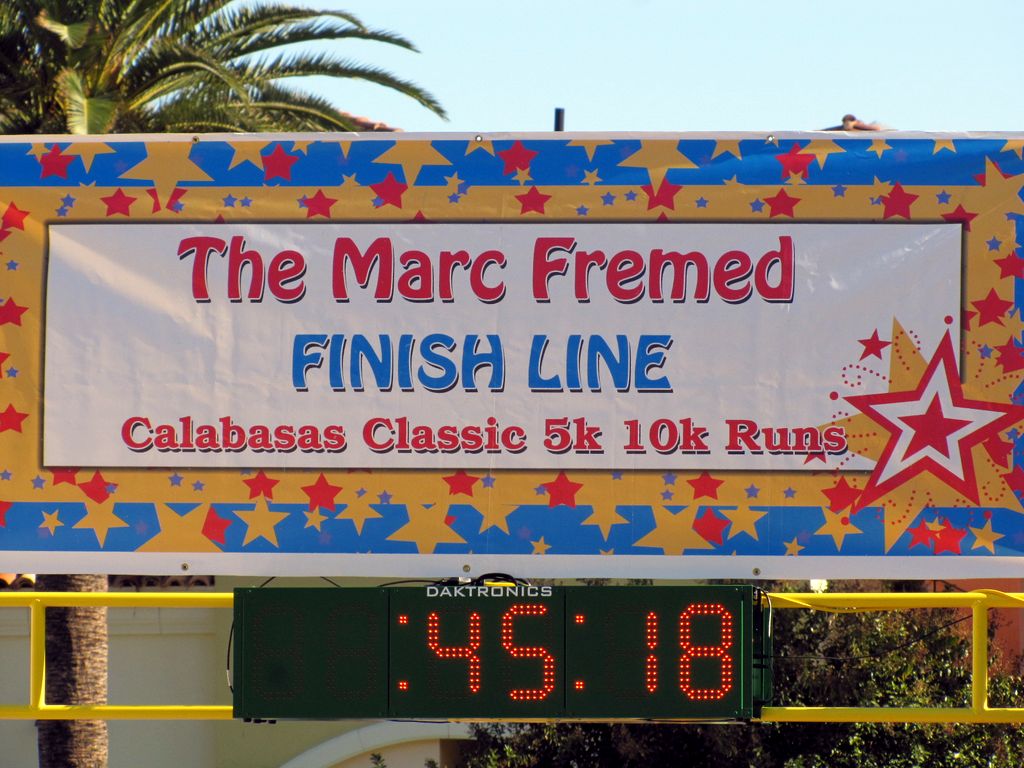 The Marc Fremed
FINISH LINE
Calabasas Classic 5k 10k Runs
DAKTRONICS
:45:18